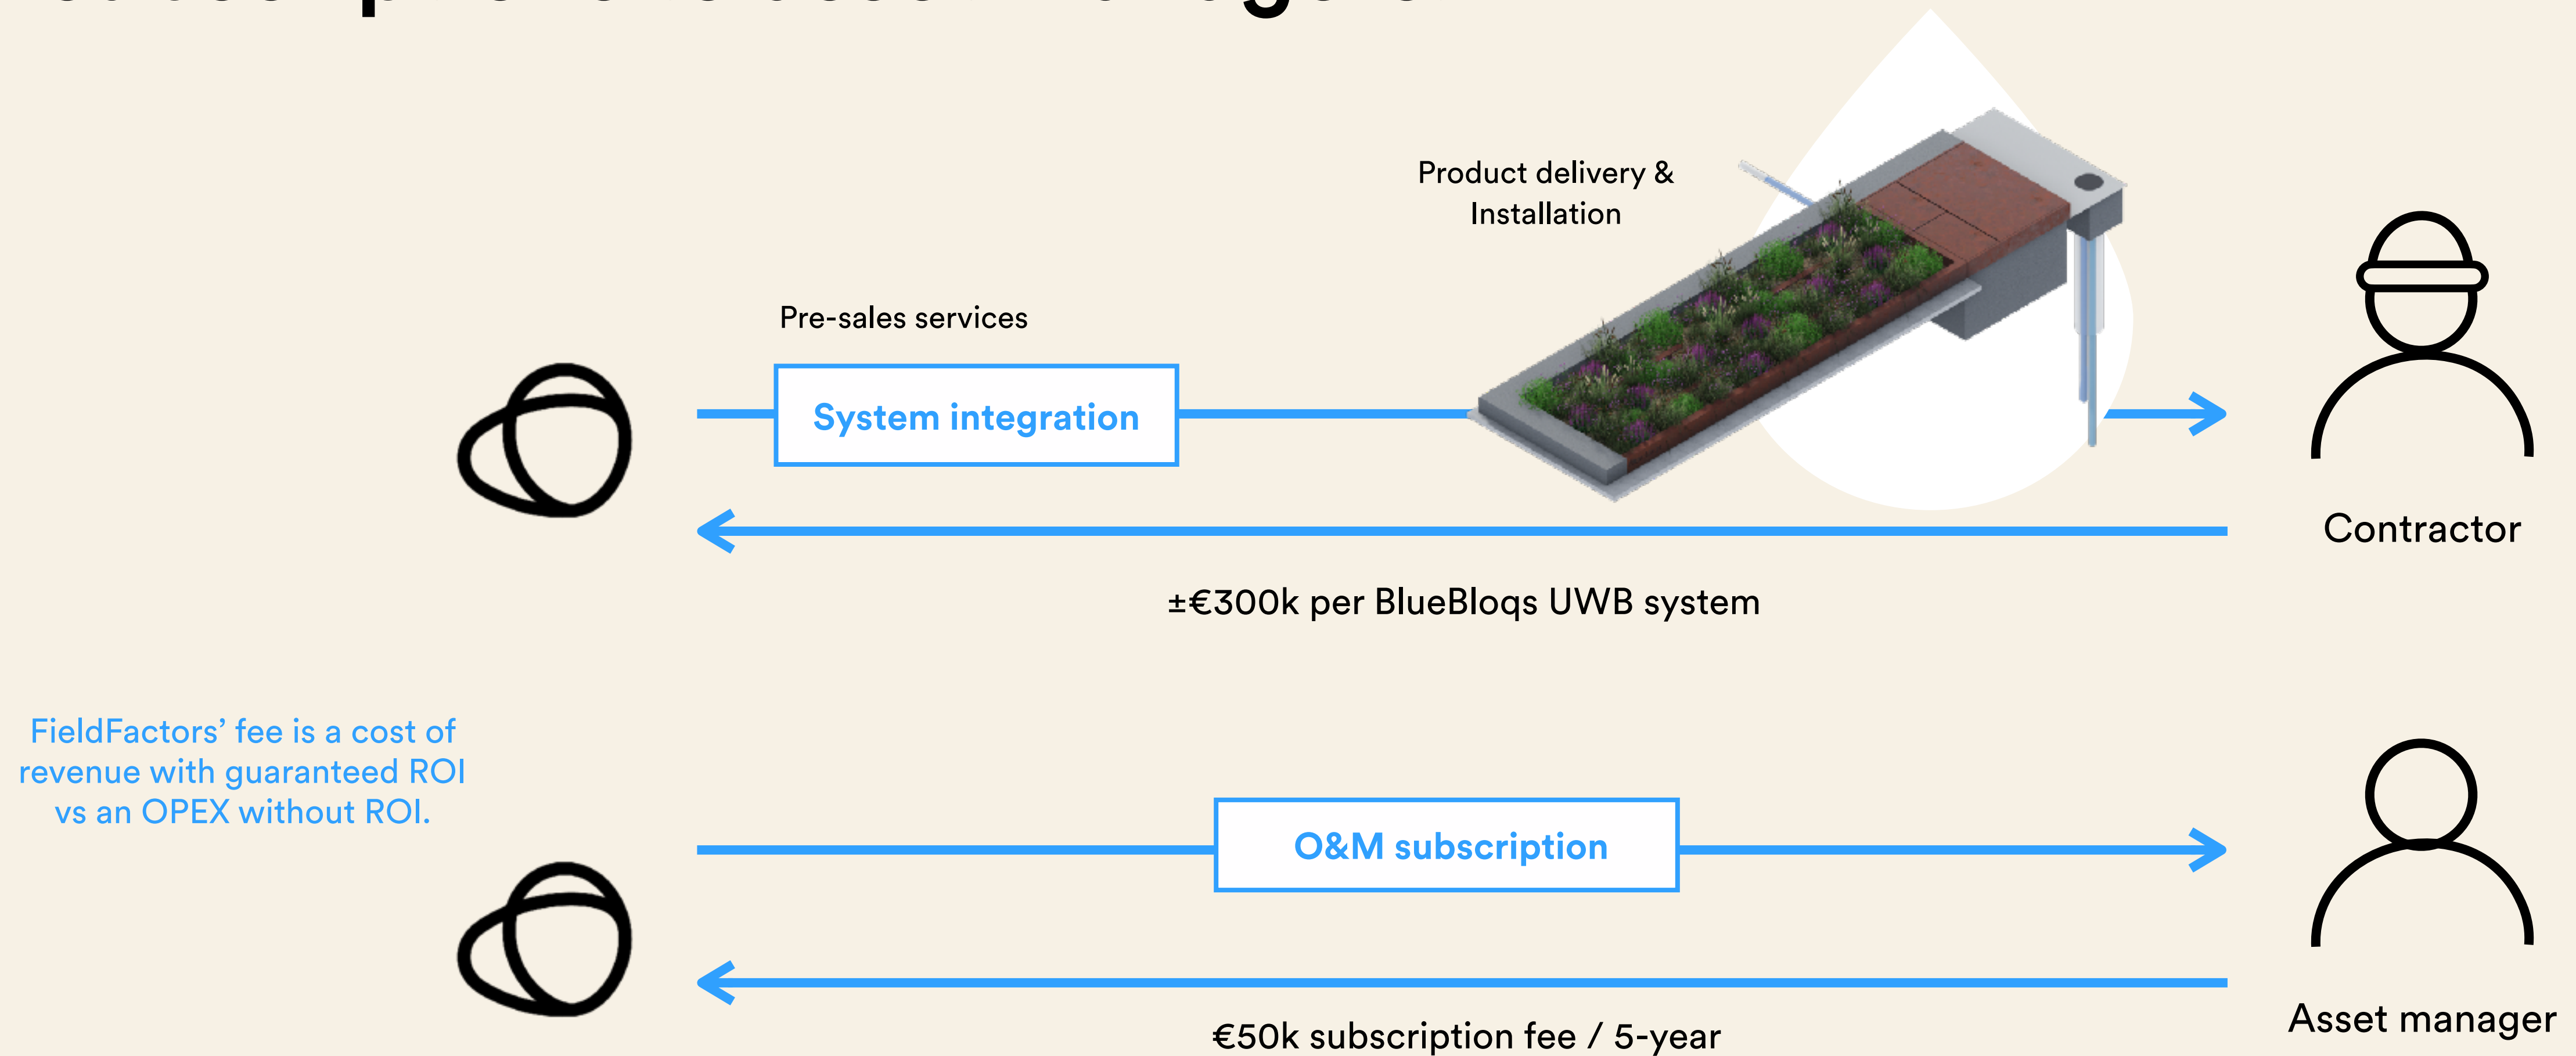 Product delivery &
Installation
Pre-sales services
System integration
Contractor
±€300k per BlueBloqs UWB system
FieldFactors’ fee is a cost of
revenue with guaranteed ROI
vs an OPEX without ROI.
O&M subscription
Asset manager
€50k subscription fee / 5-year